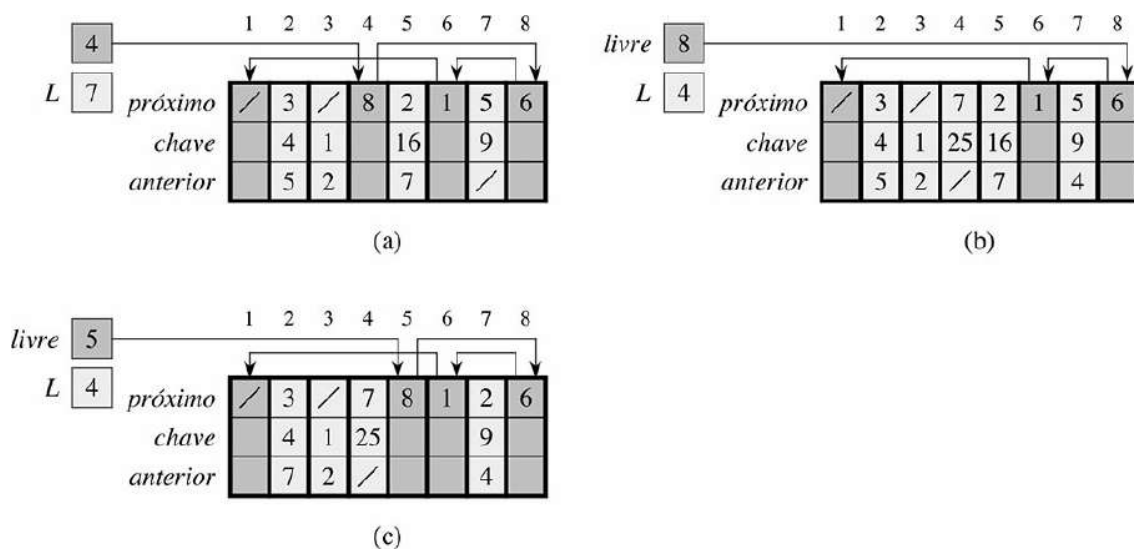 1 2 3 4 5 6 7 8
4
L 7
próximo / 3 / 8 2 1 5 6
chave 4 1 16 9
anterior 5 2 7 /
(a)
1 2 3 4 5 6 7 8
livre 8
L 4
próximo / 3 / 7 2 1 5 6
chave 4 1 25 16 9
anterior 5 2 / 7 4
(b)
1 2 3 4 5 6 7 8
livre 5
L 4
próximo / 3 / 7 8 1 2 6
chave 4 1 25 9
anterior 7 2 / 4
(c)